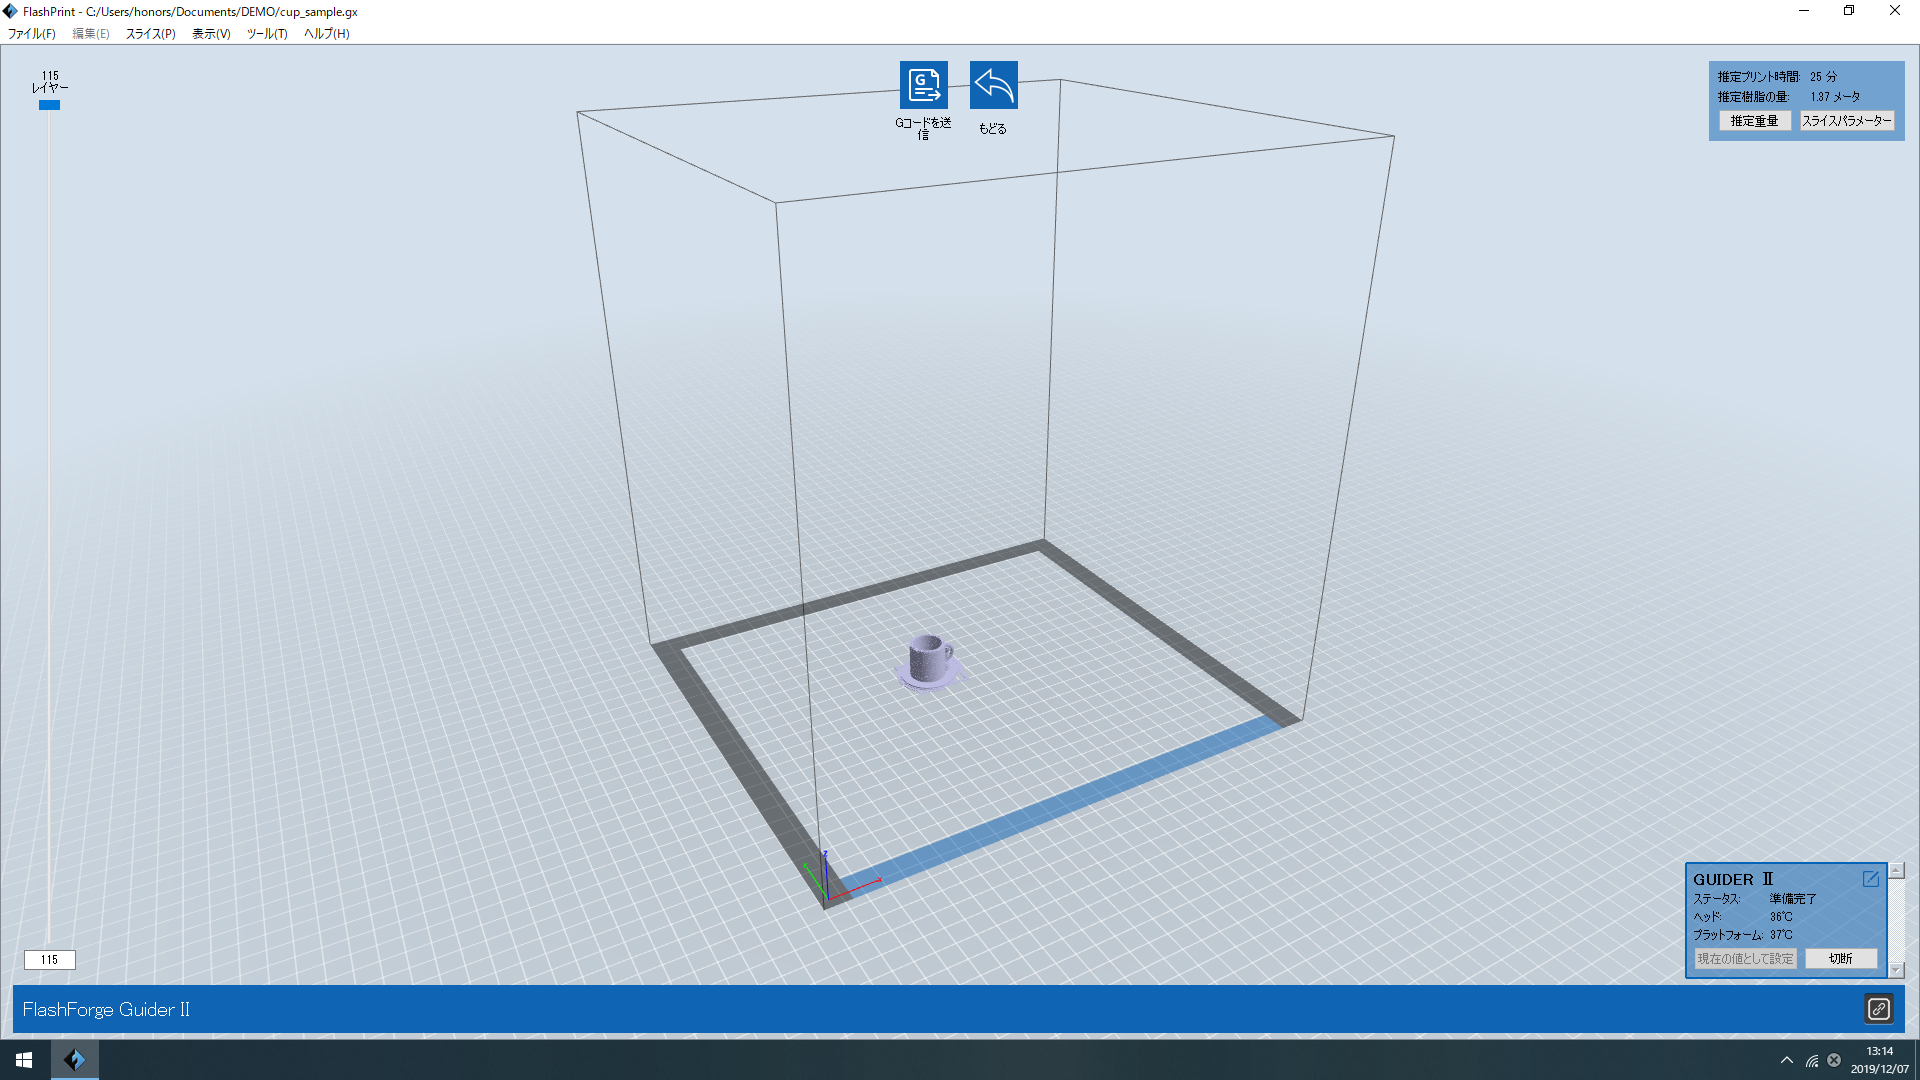 FlashPrint - C:/Users/honors/Documents/DEMO/cup_sample.gx
ファイル(F) 編集(E) スライス(P) 表示(V) ツール(T) ヘルプ(H)
115
レイヤー
G
Gコードを送
信
もどる
推定プリント時間: 25 分
推定樹脂の量: 1.37 メータ
推定重量 スライスパラメーター
Z
X
GUIDER Ⅱ
ステータス: 準備完了
ヘッド: 36℃
プラットフォーム: 37℃
現在の値として設定 切断
115
FlashForge Guider II
13:14
2019/12/07